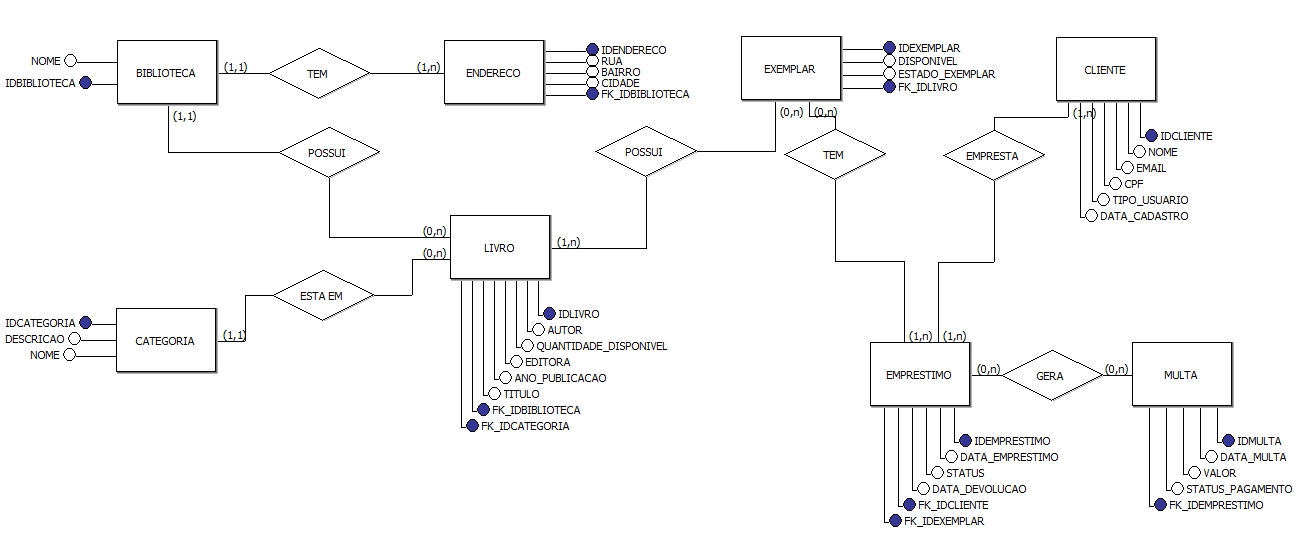 NOME
IDBIBLIOTECA
BIBLIOTECA
(1,1)
TEM
(1,n)
ENDERECO
IDENDERECO
RUA
BAIRRO
CIDADE
FK_IDBIBLIOTECA
EXEMPLAR
IDEXEMPLAR
DISPONIVEL
ESTADO_EXEMPLAR
FK_IDLIVRO
CLIENTE
(1,1)
(0,n)
(0,n)
(1,n)
IDCLIENTE
NOME
EMAIL
CPF
TIPO_USUARIO
DATA_CADASTRO
POSSUI
POSSUI
TEM
EMPRESTA
(0,n)
(0,n)
LIVRO
(1,n)
ESTA EM
IDCATEGORIA
DESCRICAO
NOME
CATEGORIA
(1,1)
IDLIVRO
AUTOR
QUANTIDADE_DISPONIVEL
EDITORA
ANO_PUBLICACAO
TITULO
FK_IDBIBLIOTECA
FK_IDCATEGORIA
(1,n)
(1,n)
EMPRESTIMO
(0,n)
GERA
(0,n)
MULTA
IDEMPRESTIMO
DATA_EMPRESTIMO
STATUS
DATA_DEVOLUCAO
FK_IDCLIENTE
FK_IDEXEMPLAR
IDMULTA
DATA_MULTA
VALOR
STATUS_PAGAMENTO
FK_IDEMPRESTIMO